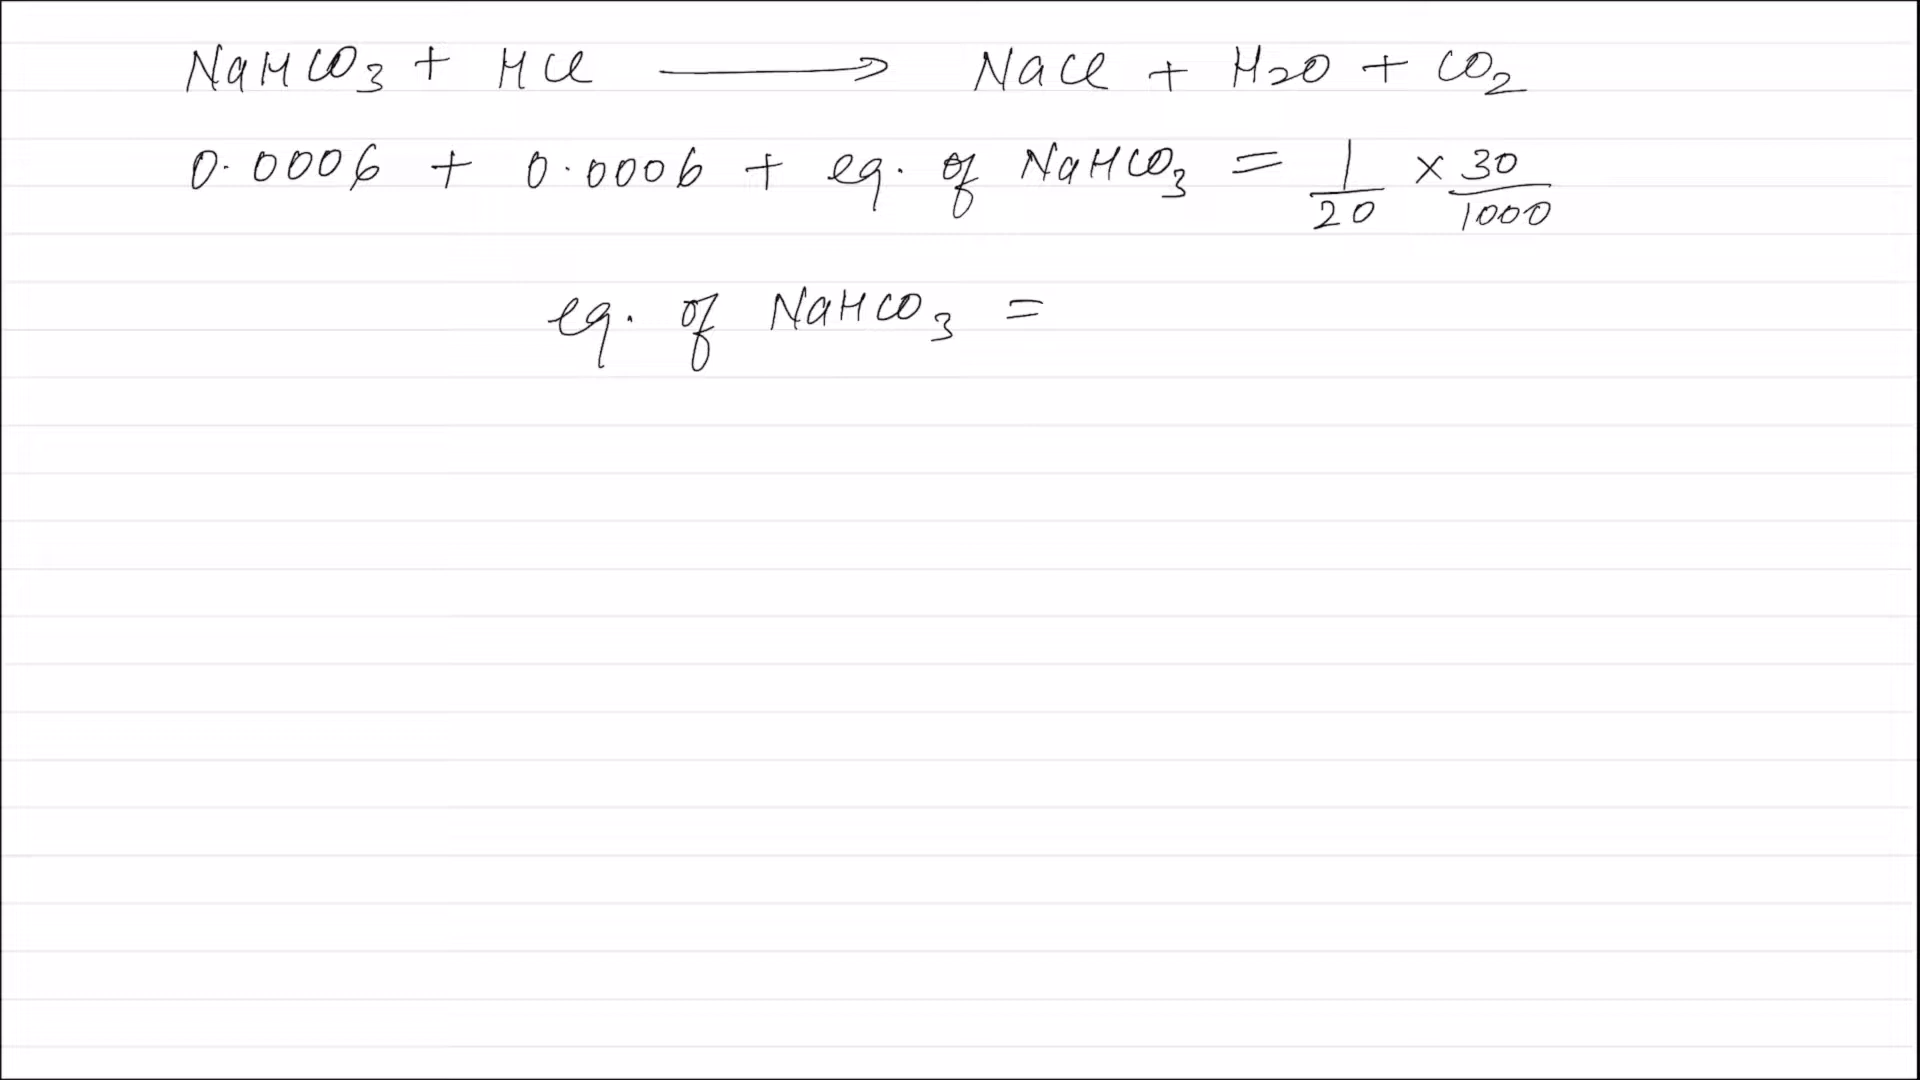 NaHCO3 + HCl ⟶ NaCl + H2O + CO2
0.0006 + 0.0006 + eq. of NaHCO3 = 1/20 × 30/1000
eq. of NaHCO3 =